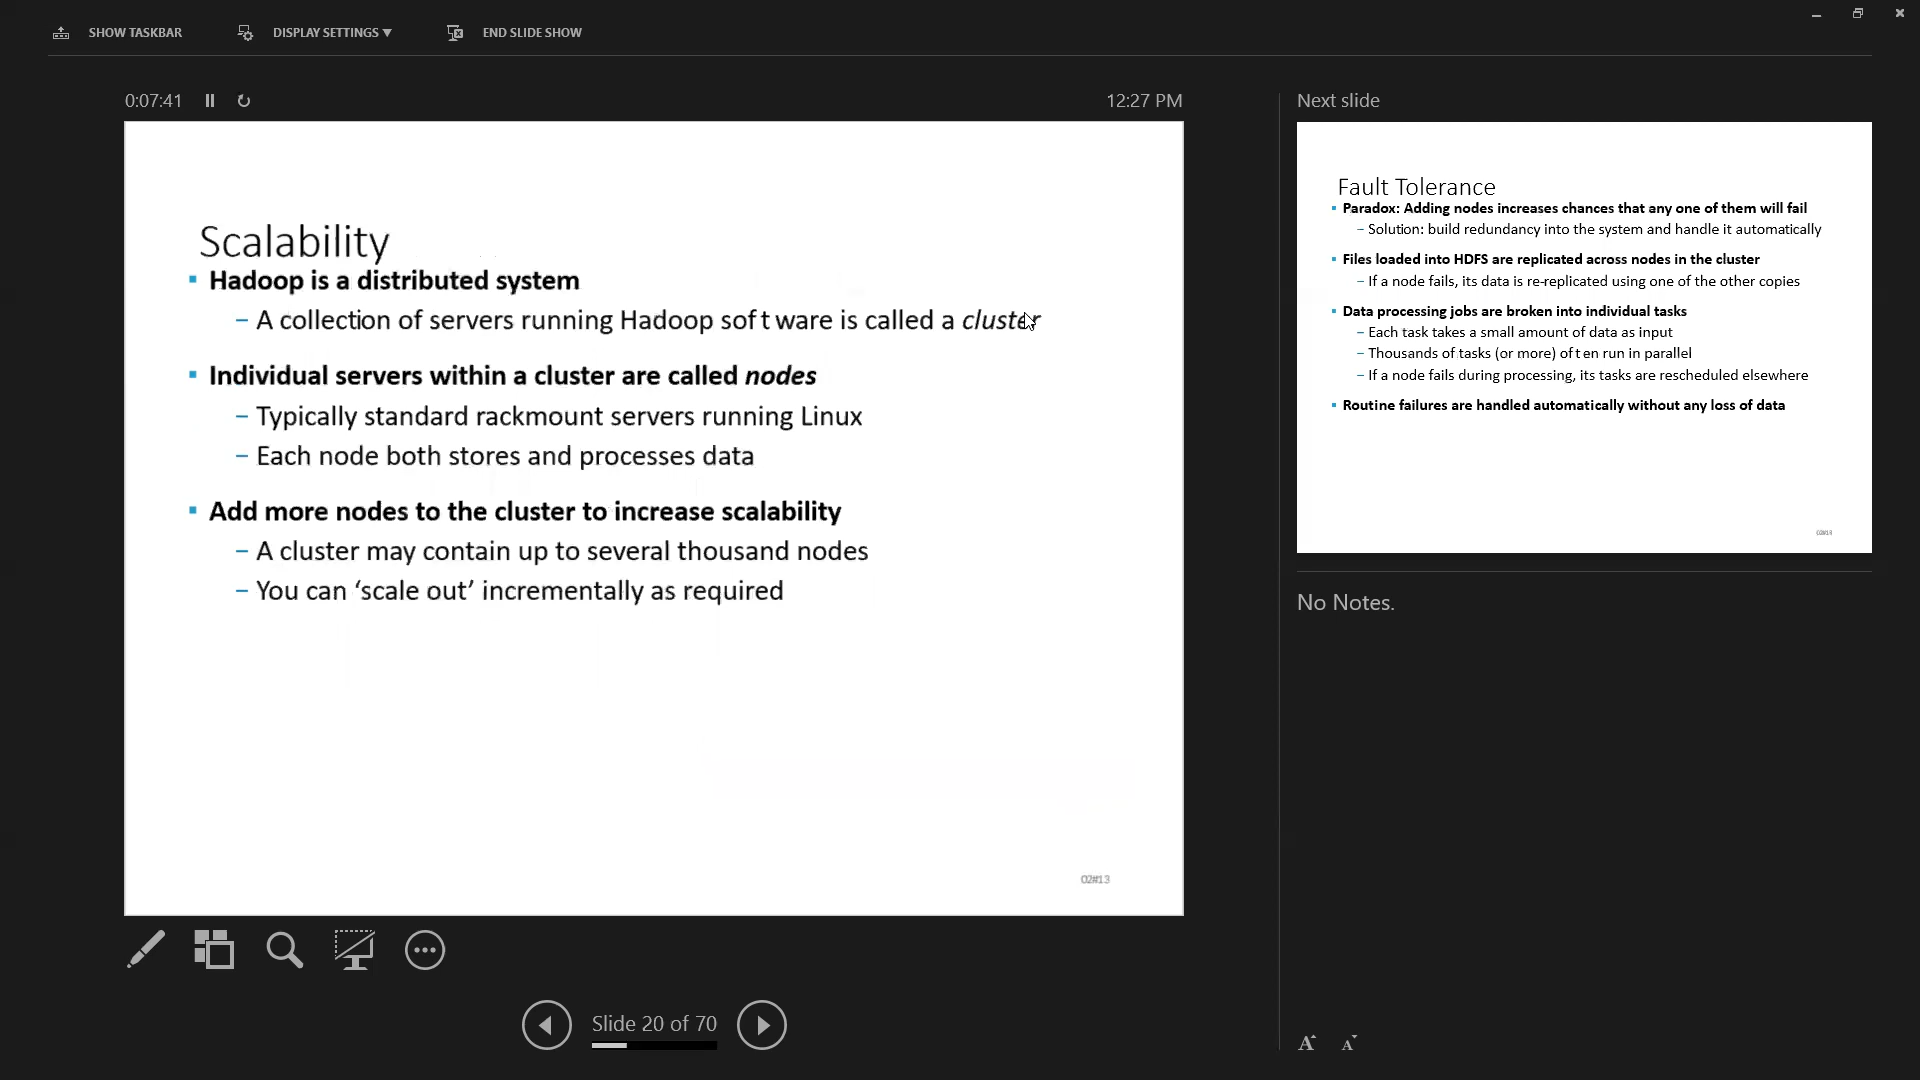 SHOW TASKBAR
DISPLAY SETTINGS ▼
END SLIDE SHOW
0:07:41
12:27 PM
Scalability
▪ Hadoop is a distributed system
– A collection of servers running Hadoop sof t ware is called a cluster
▪ Individual servers within a cluster are called nodes
– Typically standard rackmount servers running Linux
– Each node both stores and processes data
▪ Add more nodes to the cluster to increase scalability
– A cluster may contain up to several thousand nodes
– You can ‘scale out’ incrementally as required
02#13
Slide 20 of 70
Next slide
Fault Tolerance
▪ Paradox: Adding nodes increases chances that any one of them will fail
– Solution: build redundancy into the system and handle it automatically
▪ Files loaded into HDFS are replicated across nodes in the cluster
– If a node fails, its data is re-replicated using one of the other copies
▪ Data processing jobs are broken into individual tasks
– Each task takes a small amount of data as input
– Thousands of tasks (or more) of t en run in parallel
– If a node fails during processing, its tasks are rescheduled elsewhere
▪ Routine failures are handled automatically without any loss of data
No Notes.
A A